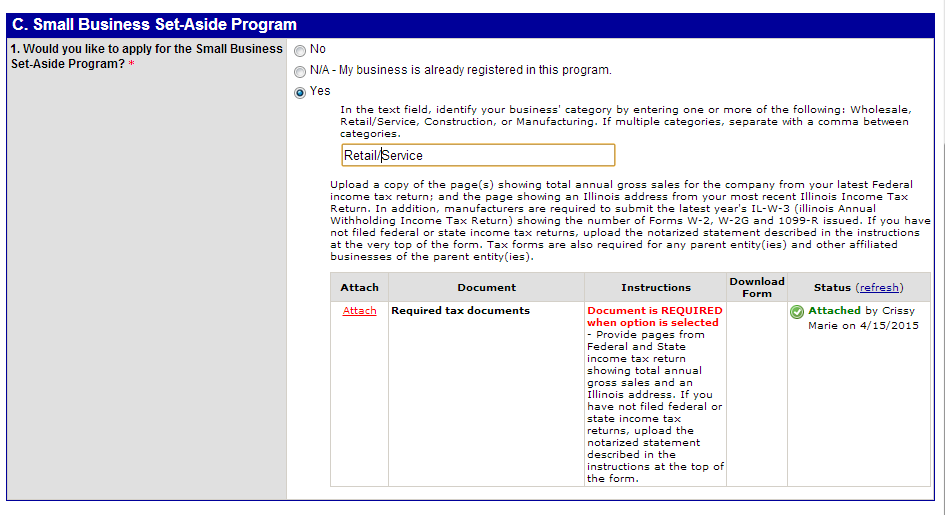 C. Small Business Set-Aside Program
1. Would you like to apply for the Small Business
Set-Aside Program? *
No
N/A - My business is already registered in this program.
Yes
In the text field, identify your business' category by entering one or more of the following: Wholesale,
Retail/Service, Construction, or Manufacturing. If multiple categories, separate with a comma between
categories.
Retail/Service
Upload a copy of the page(s) showing total annual gross sales for the company from your latest Federal
income tax return; and the page showing an Illinois address from your most recent Illinois Income Tax
Return. In addition, manufacturers are required to submit the latest year's IL-W-3 (illinois Annual
Withholding Income Tax Return) showing the number of Forms W-2, W-2G and 1099-R issued. If you have
not filed federal or state income tax returns, upload the notarized statement described in the instructions
at the very top of the form. Tax forms are also required for any parent entity(ies) and other affiliated
businesses of the parent entity(ies).
Attach Document Instructions Download Form Status (refresh)
Attach
Required tax documents
Document is REQUIRED
when option is selected
- Provide pages from
Federal and State
income tax return
showing total annual
gross sales and an
Illinois address. If you
have not filed federal or
state income tax
returns, upload the
notarized statement
described in the
instructions at the top of
the form.
Attached by Crissy
Marie on 4/15/2015